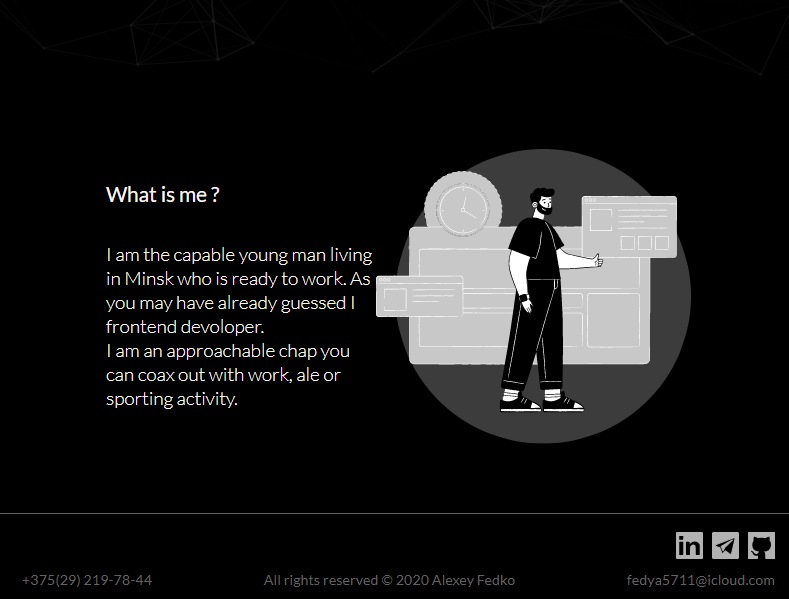 What is me ?
I am the capable young man living
in Minsk who is ready to work. As
you may have already guessed I
frontend devoloper.
I am an approachable chap you
can coax out with work, ale or
sporting activity.
in
+375(29) 219-78-44
All rights reserved © 2020 Alexey Fedko
fedya5711@icloud.com